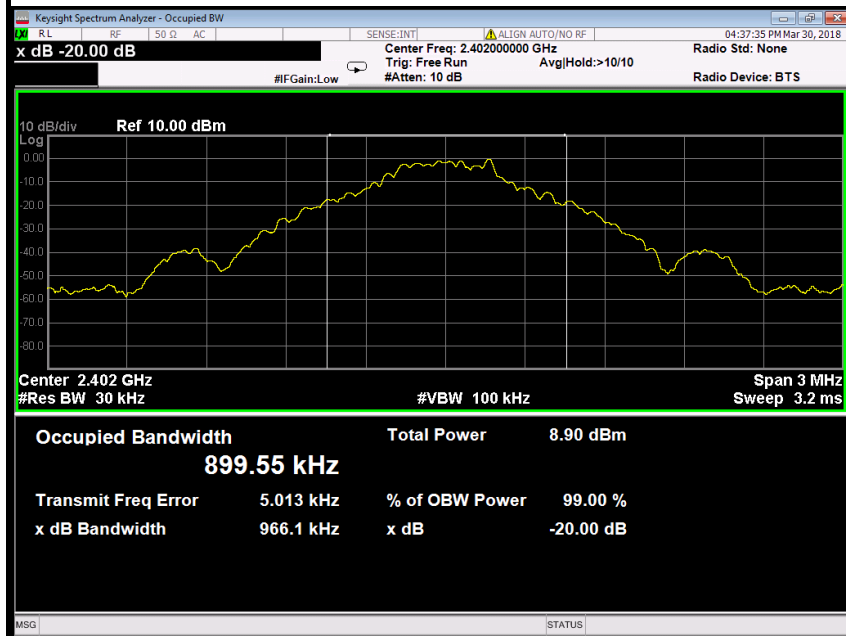 Keysight Spectrum Analyzer - Occupied BW
LXI RL RF 50 Ω AC SENSE:INT ALIGN AUTO/NO RF 04:37:35 PM Mar 30, 2018
x dB -20.00 dB Center Freq: 2.402000000 GHz Radio Std: None
Trig: Free Run Avg|Hold:>10/10
#IFGain:Low #Atten: 10 dB Radio Device: BTS
10 dB/div Ref 10.00 dBm
Log
0.00
-10.0
-20.0
-30.0
-40.0
-50.0
-60.0
-70.0
-80.0
Center 2.402 GHz Span 3 MHz
#Res BW 30 kHz #VBW 100 kHz Sweep 3.2 ms
Occupied Bandwidth Total Power 8.90 dBm
899.55 kHz
Transmit Freq Error 5.013 kHz % of OBW Power 99.00 %
x dB Bandwidth 966.1 kHz x dB -20.00 dB
MSG STATUS